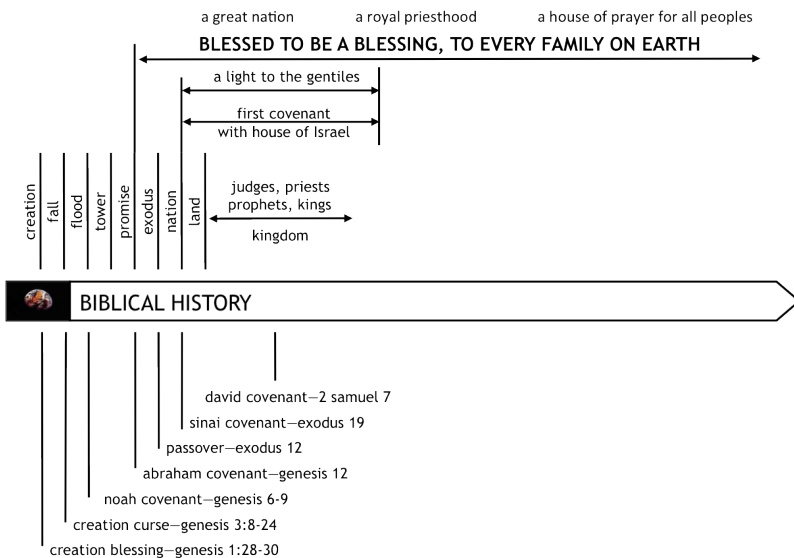 a great nation
a royal priesthood
a house of prayer for all peoples
BLESSED TO BE A BLESSING, TO EVERY FAMILY ON EARTH
a light to the gentiles
first covenant
with house of Israel
creation
fall
flood
tower
promise
exodus
nation
land
judges, priests
prophets, kings
kingdom
BIBLICAL HISTORY
david covenant—2 samuel 7
sinai covenant—exodus 19
passover—exodus 12
abraham covenant—genesis 12
noah covenant—genesis 6-9
creation curse—genesis 3:8-24
creation blessing—genesis 1:28-30